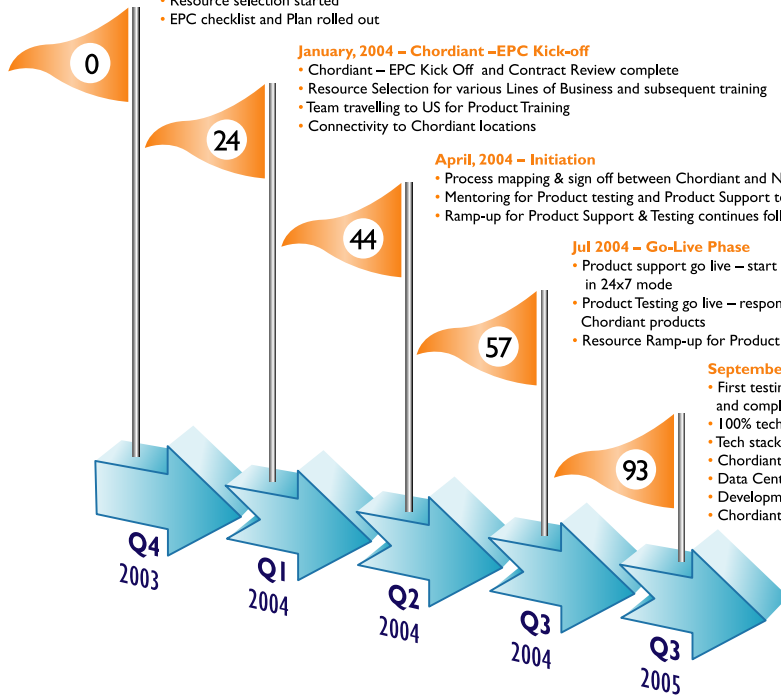 • Resource selection started
• EPC checklist and Plan rolled out
0
January, 2004 – Chordiant –EPC Kick-off
• Chordiant – EPC Kick Off and Contract Review complete
• Resource Selection for various Lines of Business and subsequent training
• Team travelling to US for Product Training
• Connectivity to Chordiant locations
24
April, 2004 – Initiation
• Process mapping & sign off between Chordiant and N
• Mentoring for Product testing and Product Support te
• Ramp-up for Product Support & Testing continues foll
44
Jul 2004 – Go-Live Phase
• Product support go live – start
in 24x7 mode
• Product Testing go live – respon
Chordiant products
• Resource Ramp-up for Product
57
Septembe
• First testin
and compl
• 100% tech
• Tech stack
• Chordiant
• Data Cent
• Developm
• Chordiant
93
Q4
2003
Q1
2004
Q2
2004
Q3
2004
Q3
2005